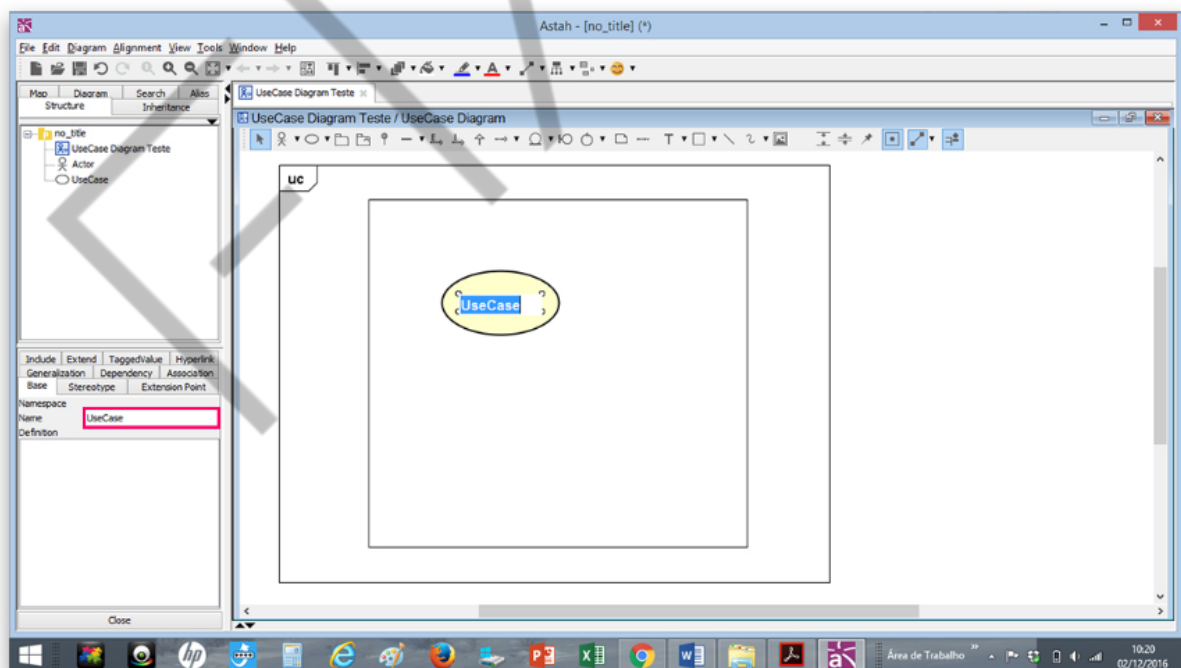 Astah - [no_title] (*)
File Edit Diagram Alignment View Tools Window Help
Map Diagram Search Alias
Structure Inheritance
UseCase Diagram Teste
UseCase Diagram Teste / UseCase Diagram
no_title
UseCase Diagram Teste
Actor
UseCase
uc
UseCase
Include Extend TaggedValue Hyperlink
Generalization Dependency Association
Base Stereotype Extension Point
Namespace
Name UseCase
Definition
Close
Área de Trabalho
10:20
02/12/2016